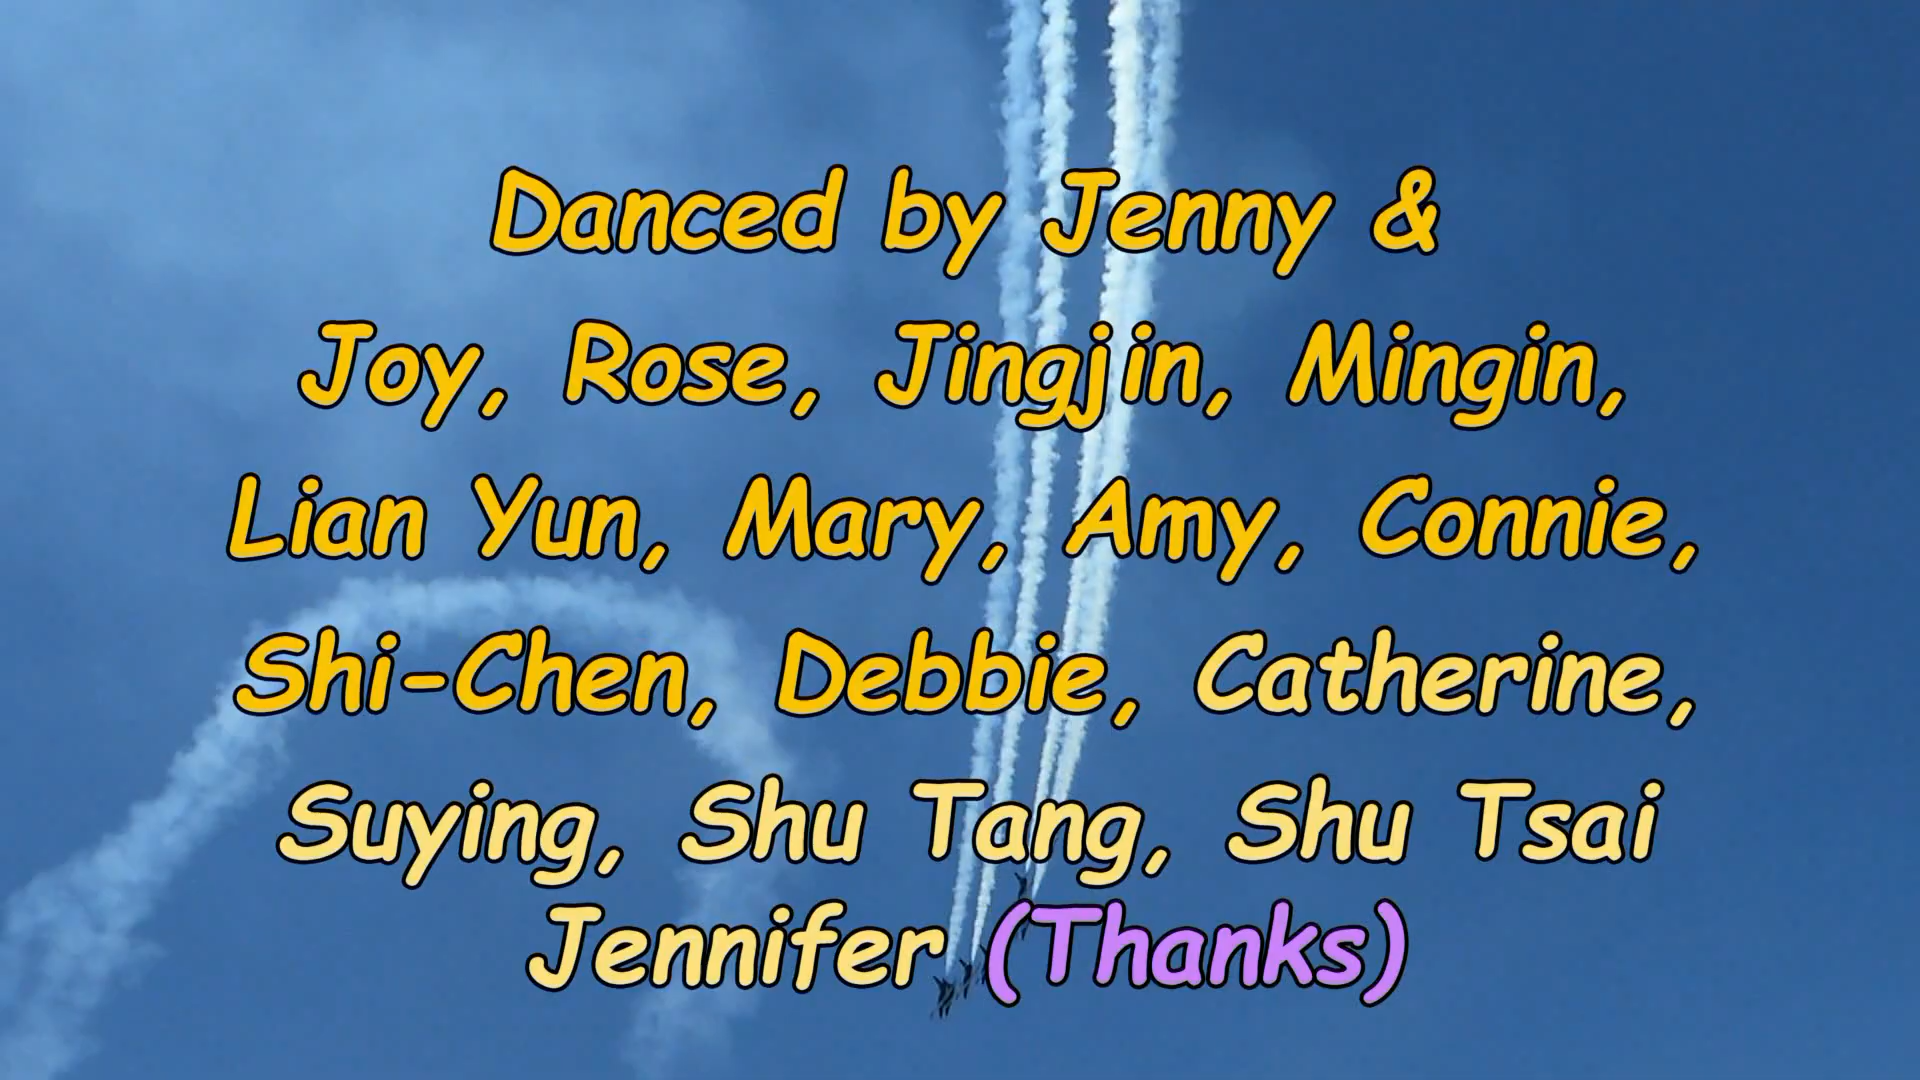 Danced by Jenny &
Joy, Rose, Jingjin, Mingin,
Lian Yun, Mary, Amy, Connie,
Shi-Chen, Debbie, Catherine,
Suying, Shu Tang, Shu Tsai
Jennifer (Thanks)